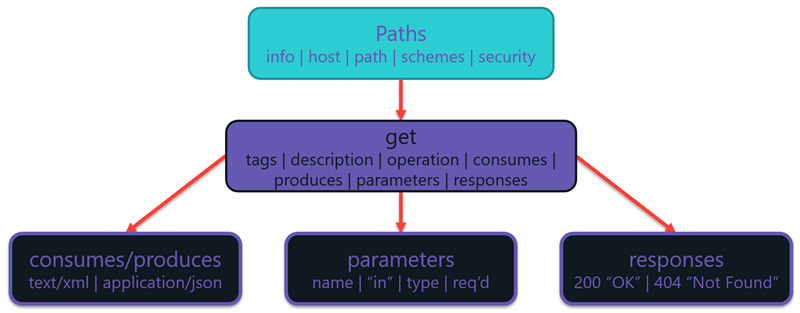 Paths
info | host | path | schemes | security
get
tags | description | operation | consumes |
produces | parameters | responses
consumes/produces
text/xml | application/json
parameters
name | “in” | type | req’d
responses
200 “OK” | 404 “Not Found”